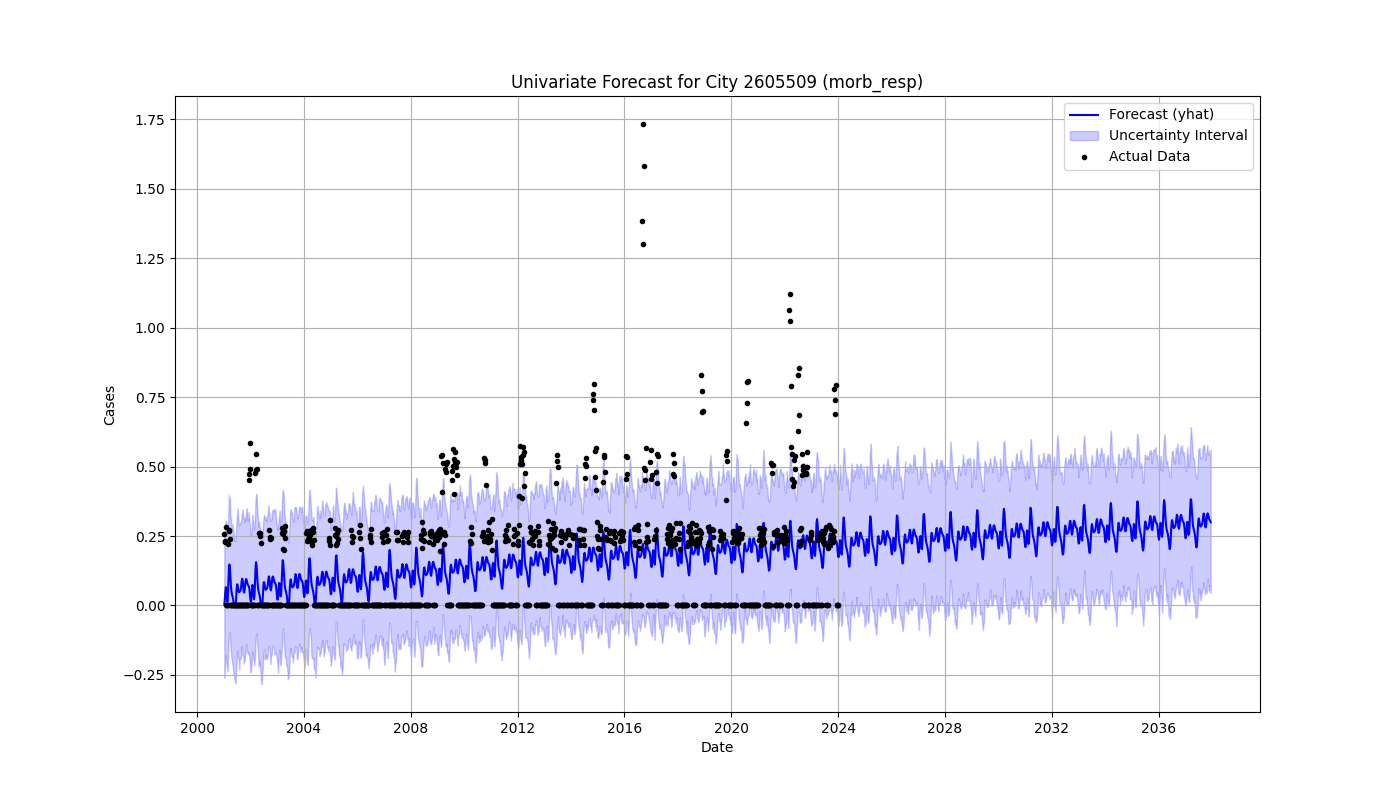 Univariate Forecast for City 2605509 (morb_resp)
Forecast (yhat)
Uncertainty Interval
Actual Data
1.75
1.50
1.25
1.00
0.75
0.50
0.25
0.00
−0.25
Cases
2000 2004 2008 2012 2016 2020 2024 2028 2032 2036
Date